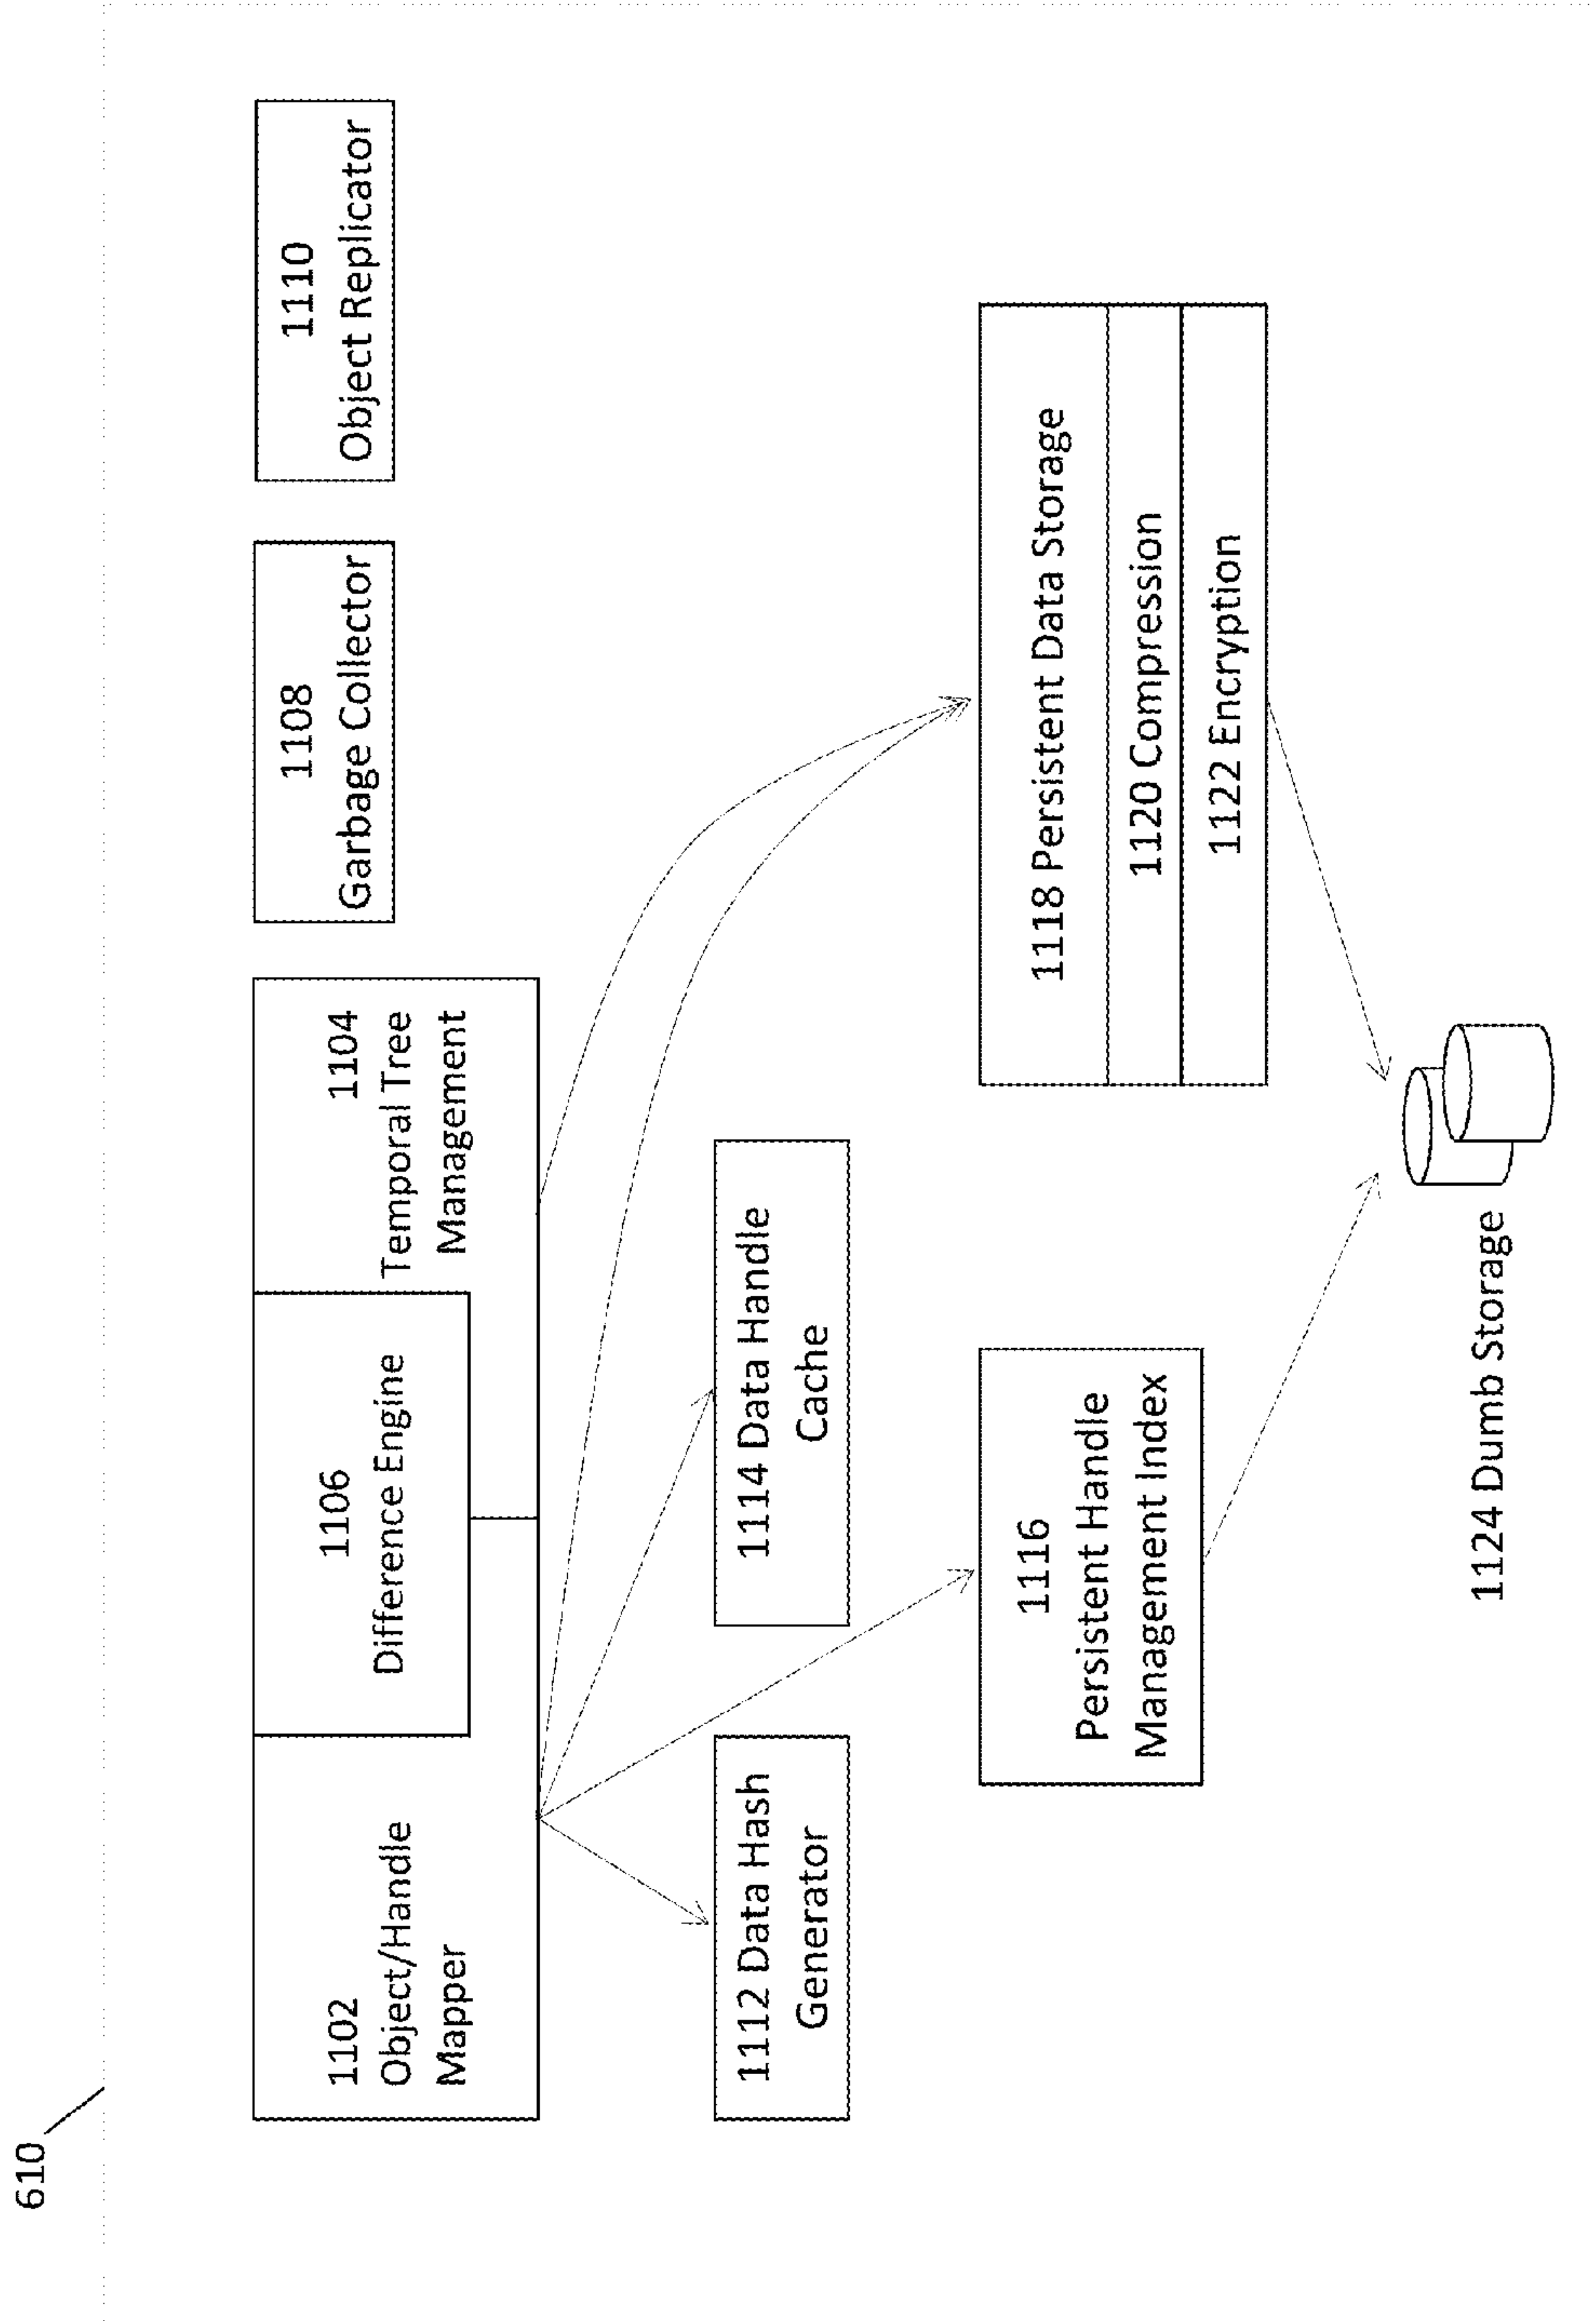 610
1102
Object/Handle
Mapper
1106
Difference Engine
1104
Temporal Tree
Management
1108
Garbage Collector
1110
Object Replicator
1112 Data Hash
Generator
1114 Data Handle
Cache
1116
Persistent Handle
Management Index
1118 Persistent Data Storage
1120 Compression
1122 Encryption
1124 Dumb Storage